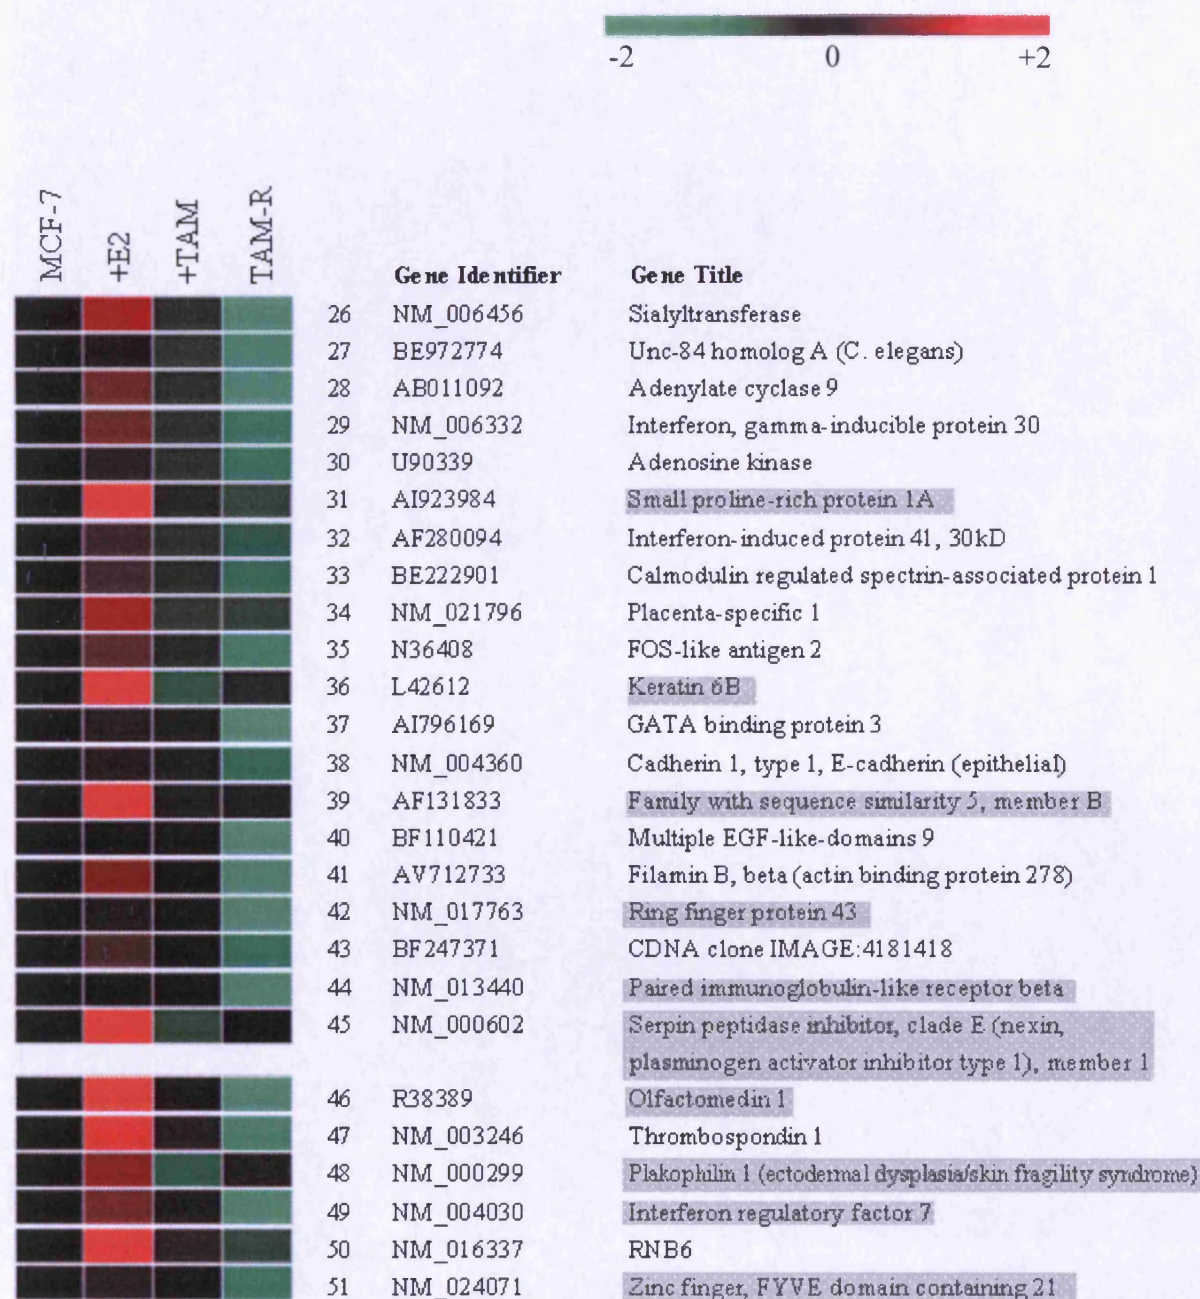 -2 0 +2
MCF-7 +E2 +TAM TAM-R
Gene Identifier Gene Title
26 NM_006456 Sialyltransferase
27 BE972774 Unc-84 homolog A (C. elegans)
28 AB011092 Adenylate cyclase 9
29 NM_006332 Interferon, gamma-inducible protein 30
30 U90339 Adenosine kinase
31 AI923984 Small proline-rich protein 1A
32 AF280094 Interferon-induced protein 41, 30kD
33 BE222901 Calmodulin regulated spectrin-associated protein 1
34 NM_021796 Placenta-specific 1
35 N36408 FOS-like antigen 2
36 L42612 Keratin 6B
37 AI796169 GATA binding protein 3
38 NM_004360 Cadherin 1, type 1, E-cadherin (epithelial)
39 AF131833 Family with sequence similarity 5, member B
40 BF110421 Multiple EGF-like-domains 9
41 AV712733 Filamin B, beta (actin binding protein 278)
42 NM_017763 Ring finger protein 43
43 BF247371 CDNA clone IMAGE:4181418
44 NM_013440 Paired immunoglobulin-like receptor beta
45 NM_000602 Serpin peptidase inhibitor, clade E (nexin,
plasminogen activator inhibitor type 1), member 1
46 R38389 Olfactomedin 1
47 NM_003246 Thrombospondin 1
48 NM_000299 Plakophilin 1 (ectodermal dysplasia/skin fragility syndrome)
49 NM_004030 Interferon regulatory factor 7
50 NM_016337 RNB6
51 NM_024071 Zinc finger, FYVE domain containing 21